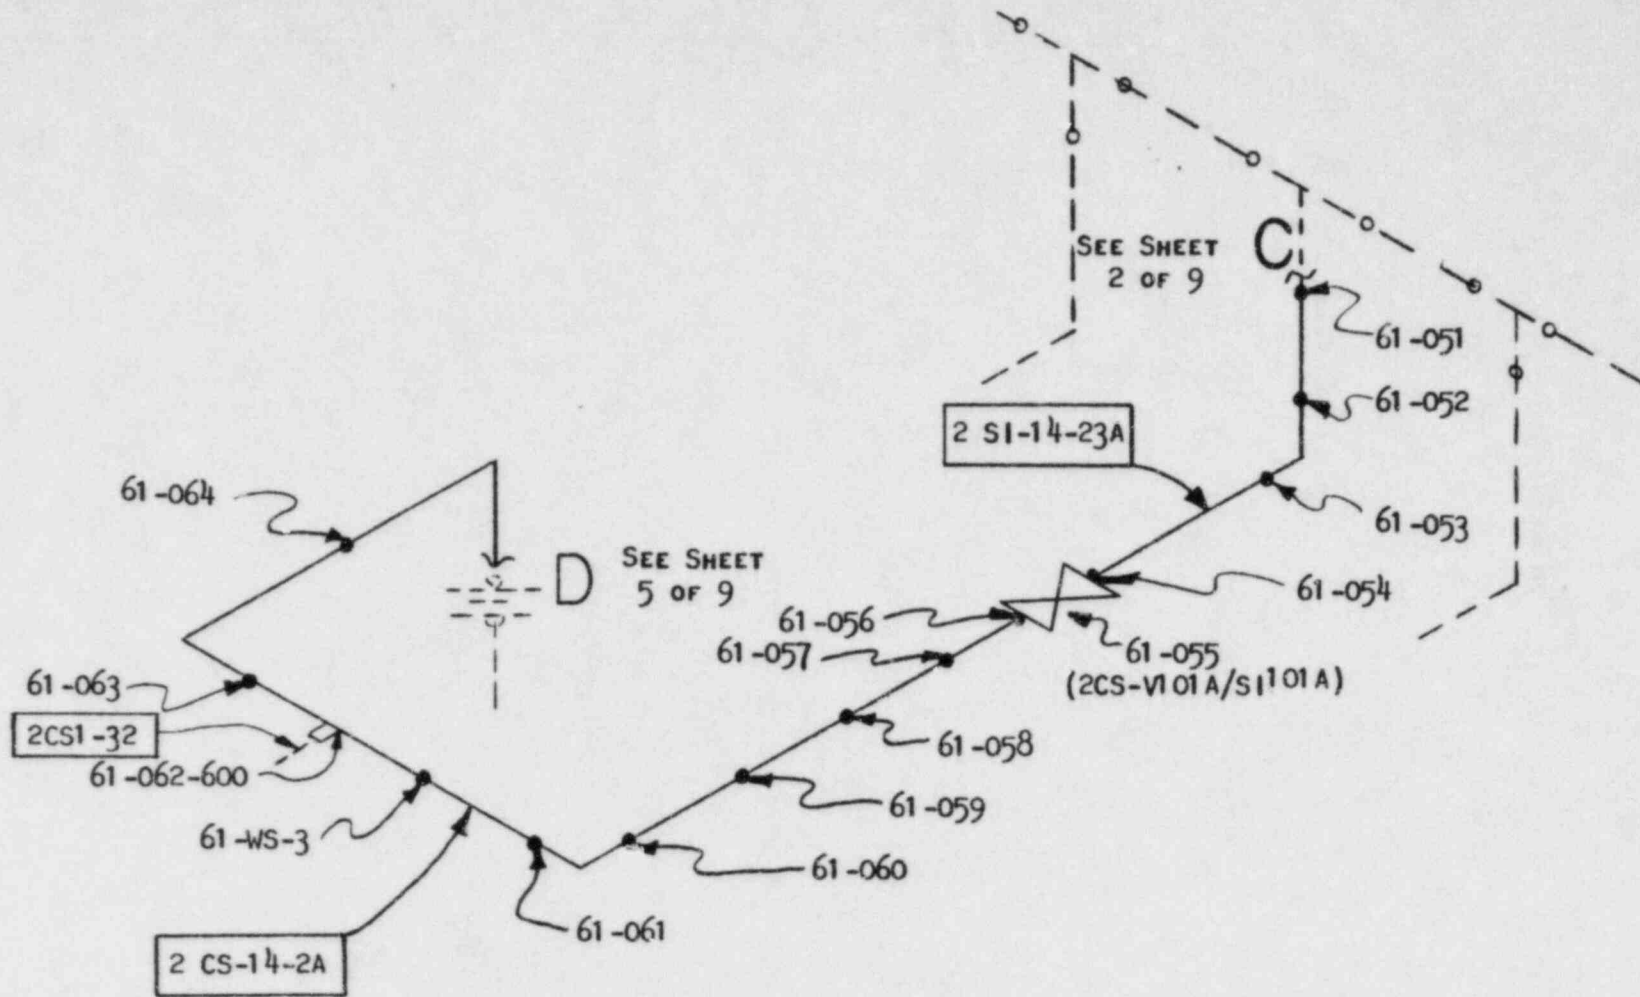 SEE SHEET
2 OF 9
C
61-051
61-052
2 SI-14-23A
61-053
61-064
D
SEE SHEET
5 OF 9
61-054
61-056
61-055
(2CS-V101A/SI101A)
61-057
61-063
2CS1-32
61-062-600
61-058
61-059
61-WS-3
61-060
61-061
2 CS-14-2A